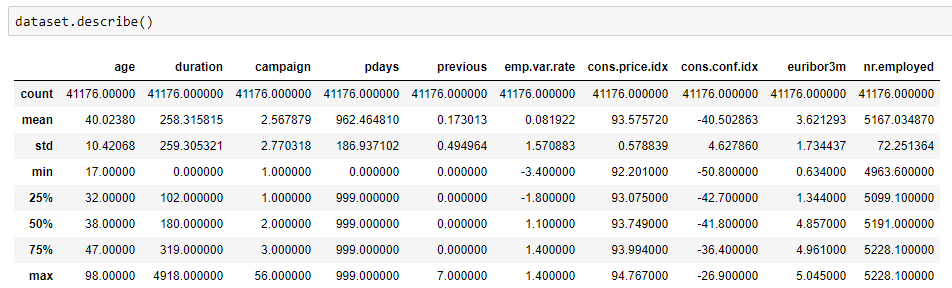 dataset.describe()
age duration campaign pdays previous emp.var.rate cons.price.idx cons.conf.idx euribor3m nr.employed
count 41176.00000 41176.000000 41176.000000 41176.000000 41176.000000 41176.000000 41176.000000 41176.000000 41176.000000 41176.000000
mean 40.02380 258.315815 2.567879 962.464810 0.173013 0.081922 93.575720 -40.502863 3.621293 5167.034870
std 10.42068 259.305321 2.770318 186.937102 0.494964 1.570883 0.578839 4.627860 1.734437 72.251364
min 17.00000 0.000000 1.000000 0.000000 0.000000 -3.400000 92.201000 -50.800000 0.634000 4963.600000
25% 32.00000 102.000000 1.000000 999.000000 0.000000 -1.800000 93.075000 -42.700000 1.344000 5099.100000
50% 38.00000 180.000000 2.000000 999.000000 0.000000 1.100000 93.749000 -41.800000 4.857000 5191.000000
75% 47.00000 319.000000 3.000000 999.000000 0.000000 1.400000 93.994000 -36.400000 4.961000 5228.100000
max 98.00000 4918.000000 56.000000 999.000000 7.000000 1.400000 94.767000 -26.900000 5.045000 5228.100000